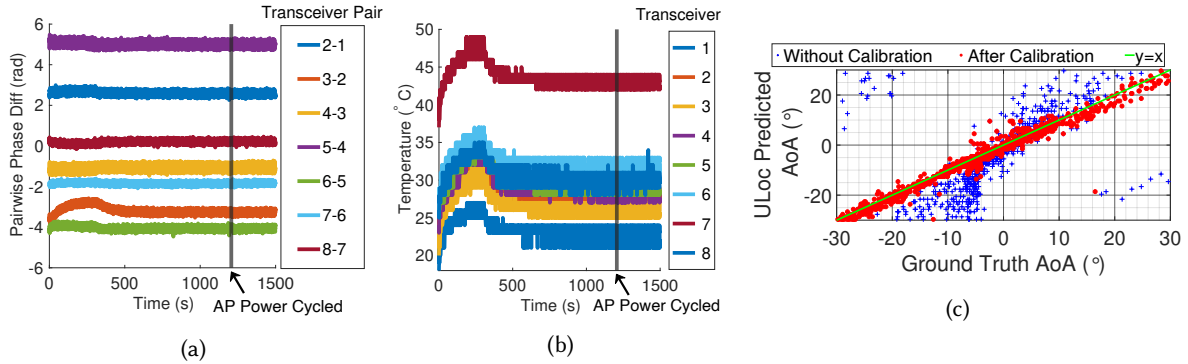 Transceiver Pair
Pairwise Phase Diff (rad)
6
4
2
0
-2
-4
-6
0
500
1000
1500
Time (s)
AP Power Cycled
2-1
3-2
4-3
5-4
6-5
7-6
8-7
(a)
Transceiver
Temperature (°C)
50
45
40
35
30
25
20
0
500
1000
1500
Time (s)
AP Power Cycled
1
2
3
4
5
6
7
8
(b)
Without Calibration After Calibration y=x
ULoc Predicted
AoA (°)
20
0
-20
-30 -20 -10 0 10 20 30
Ground Truth AoA (°)
(c)